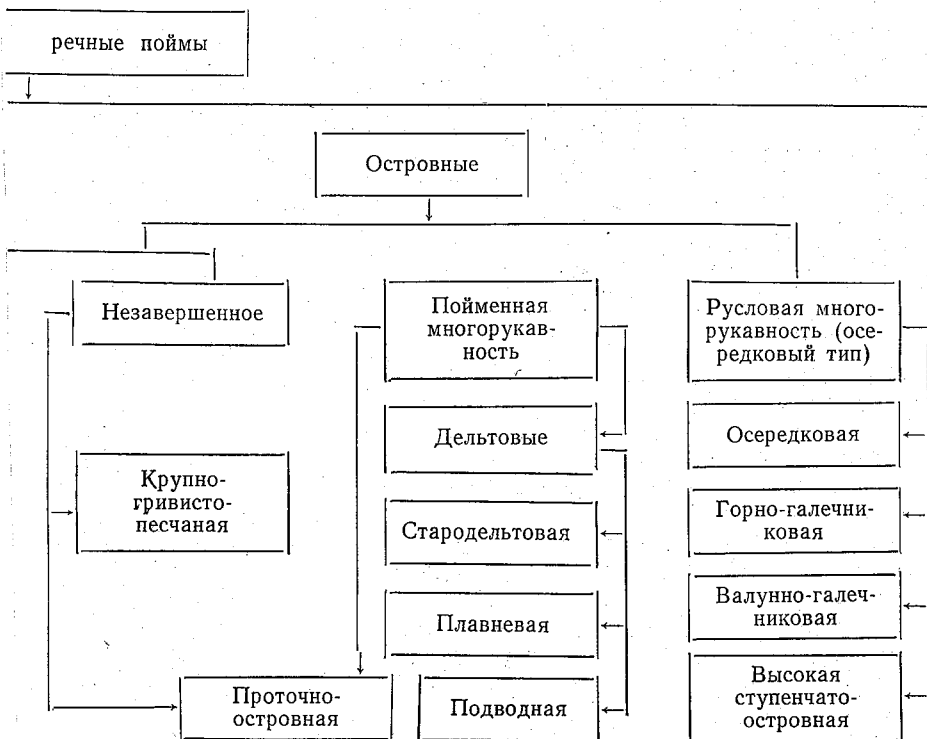 речные поймы
Островные
Незавершенное
Пойменная
многорукав-
ность
Русловая много-
рукавность (осе-
редковый тип)
Дельтовые
Осередковая
Крупно-
гривисто-
песчаная
Стародельтовая
Горно-галечни-
ковая
Плавневая
Валунно-галеч-
никовая
Проточно-
островная
Подводная
Высокая
ступенчато-
островная